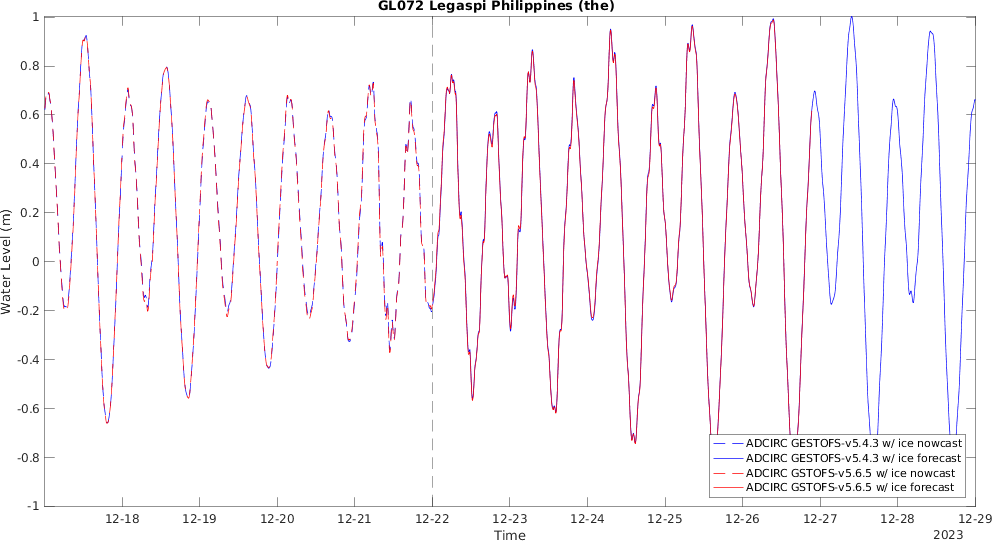 GL072 Legaspi Philippines (the)
1
0.8
0.6
0.4
0.2
0
-0.2
-0.4
-0.6
-0.8
-1
Water Level (m)
ADCIRC GESTOFS-v5.4.3 w/ ice nowcast
ADCIRC GESTOFS-v5.4.3 w/ ice forecast
ADCIRC GSTOFS-v5.6.5 w/ ice nowcast
ADCIRC GSTOFS-v5.6.5 w/ ice forecast
12-18 12-19 12-20 12-21 12-22 12-23 12-24 12-25 12-26 12-27 12-28 12-29
Time
2023